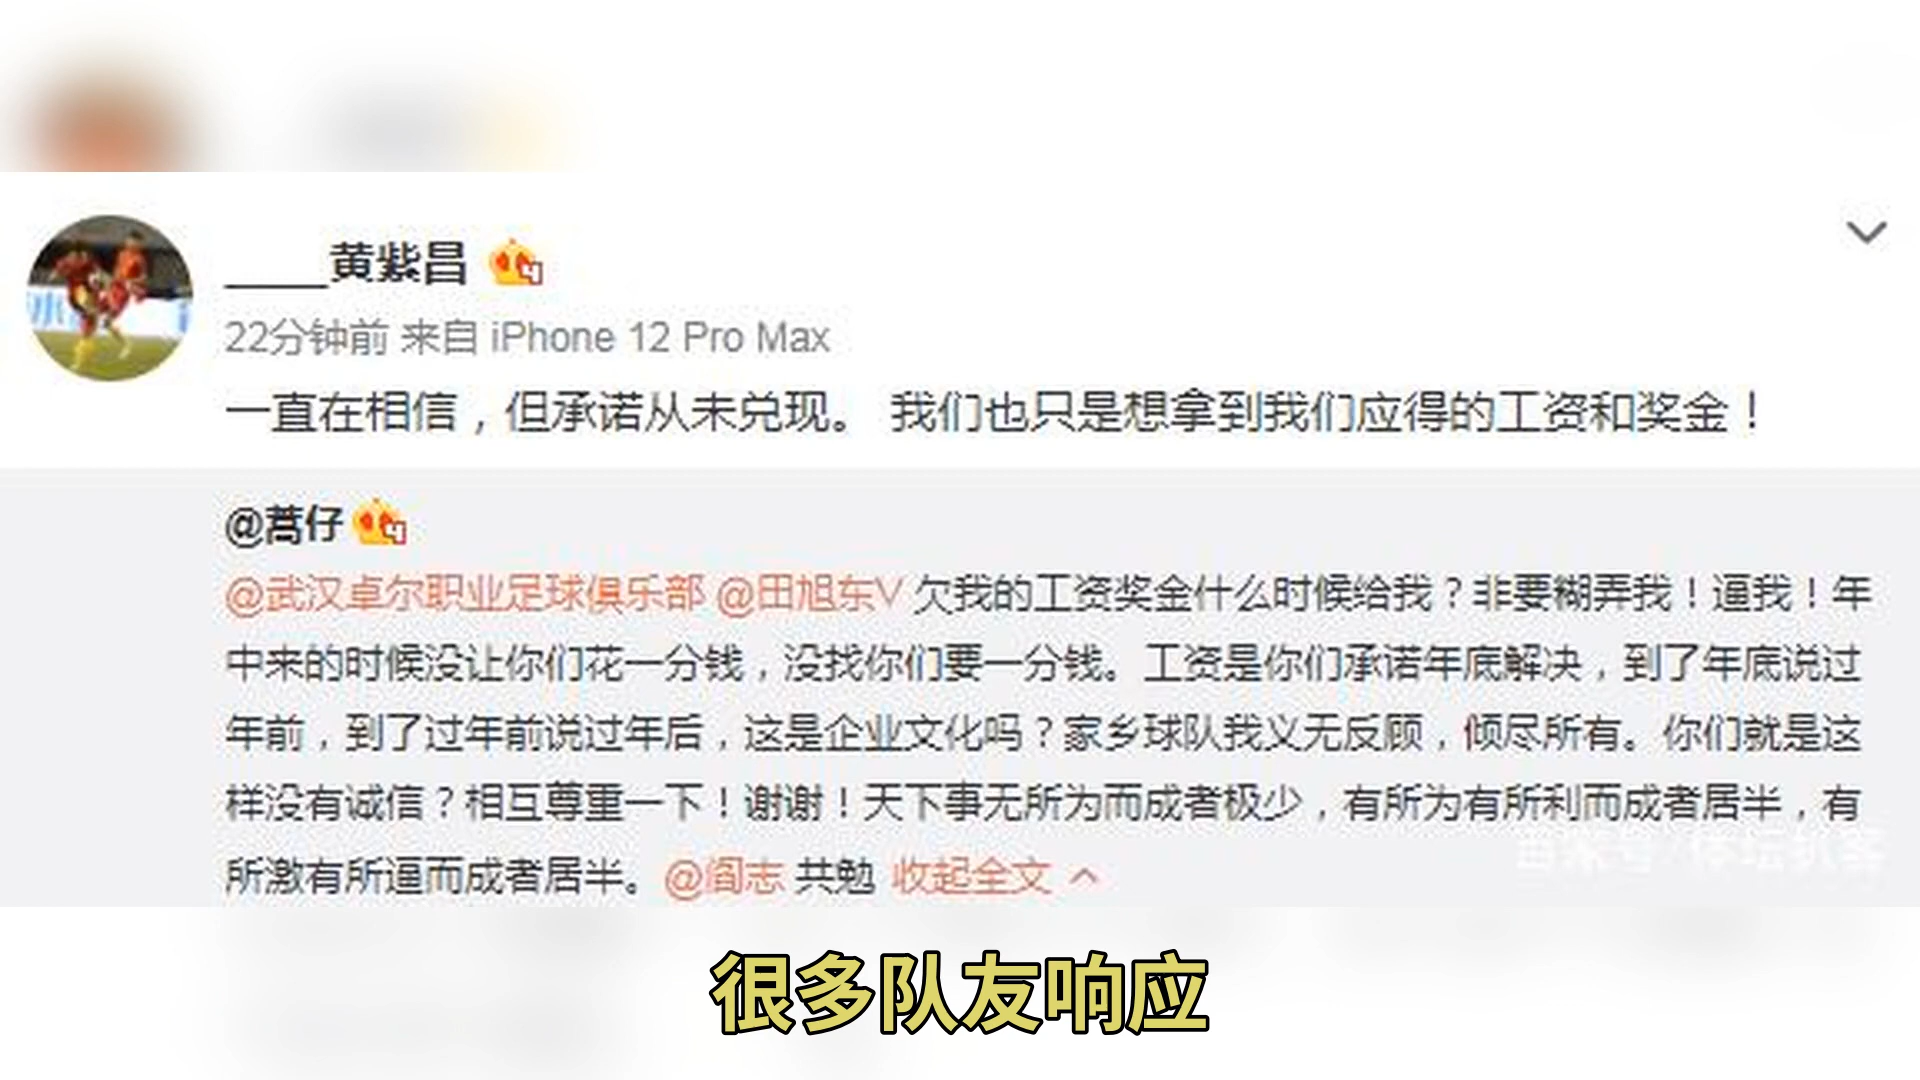 ____黄紫昌
22分钟前 来自 iPhone 12 Pro Max
一直在相信，但承诺从未兑现。 我们也只是想拿到我们应得的工资和奖金！
@蒿仔
@武汉卓尔职业足球俱乐部 @田旭东V 欠我的工资奖金什么时候给我？非要糊弄我！逼我！年
中来的时候没让你们花一分钱，没找你们要一分钱。工资是你们承诺年底解决，到了年底说过
年前，到了过年前说过年后，这是企业文化吗？家乡球队我义无反顾，倾尽所有。你们就是这
样没有诚信？相互尊重一下！谢谢！天下事无所为而成者极少，有所为有所利而成者居半，有
所激有所逼而成者居半。@阎志 共勉 收起全文
很多队友响应